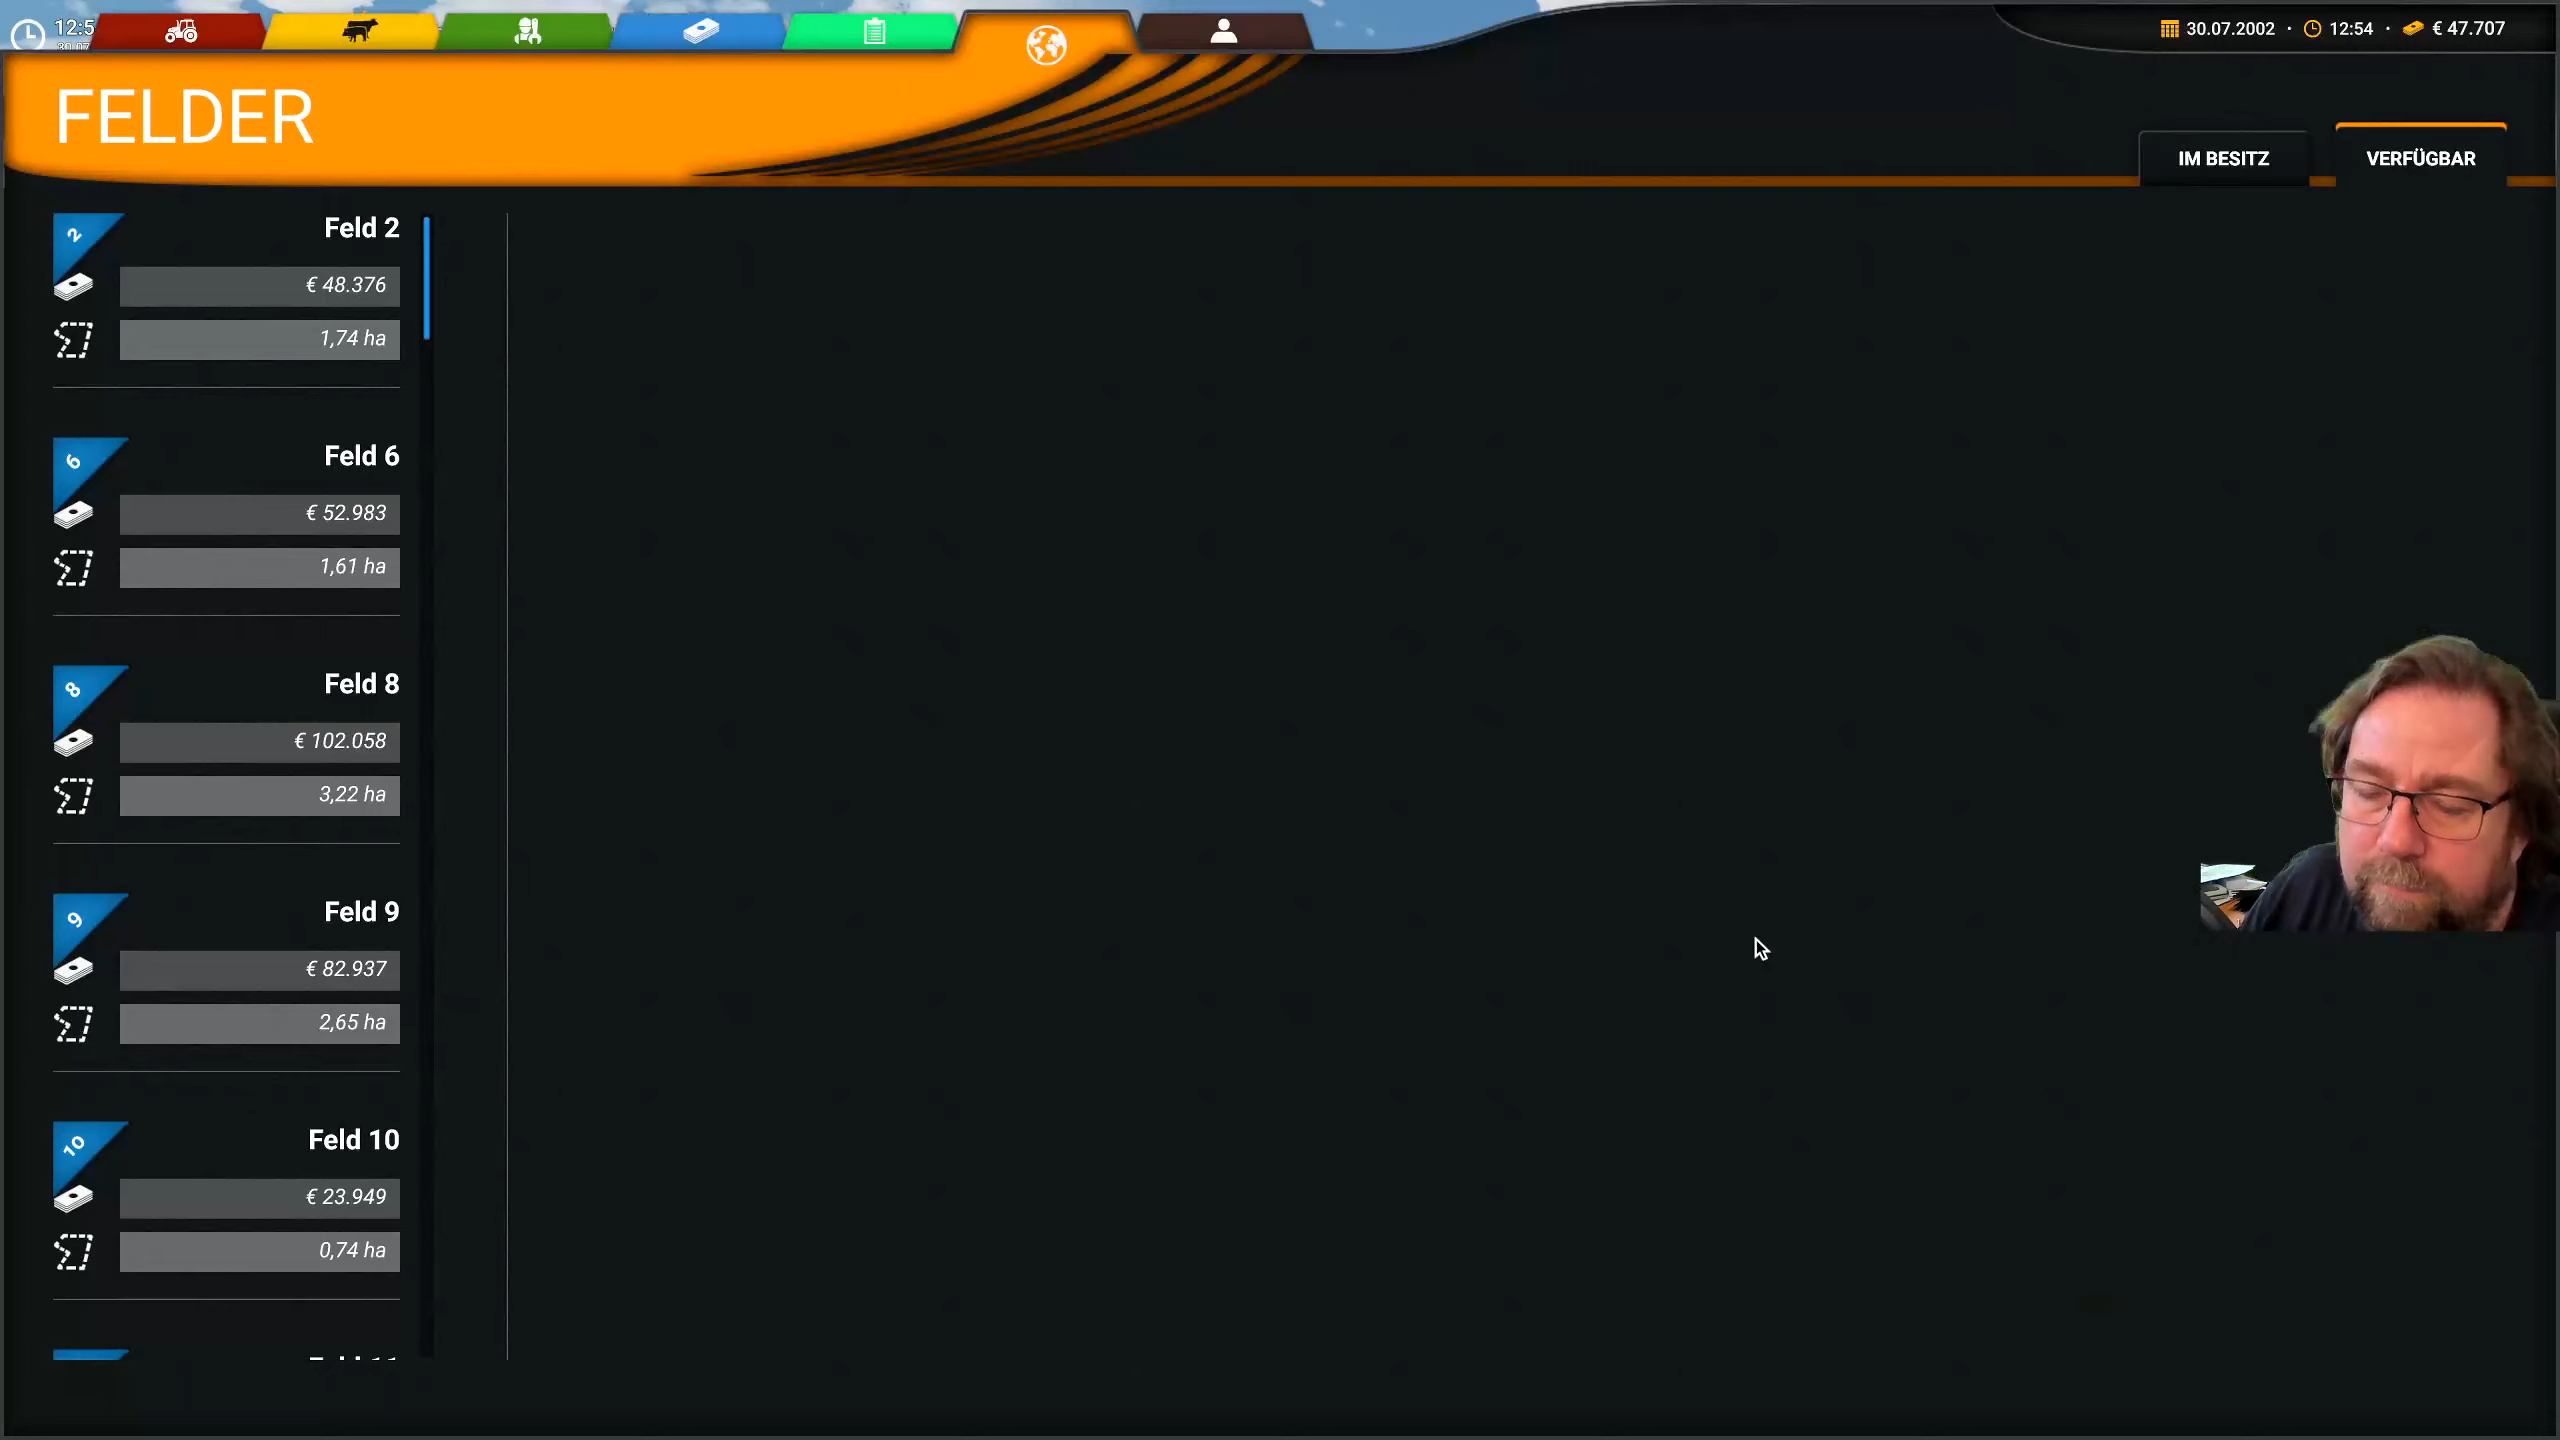 12:5
30.07.2002 · 12:54 · € 47.707
FELDER
IM BESITZ
VERFÜGBAR
2
Feld 2
€ 48.376
1,74 ha
6
Feld 6
€ 52.983
1,61 ha
8
Feld 8
€ 102.058
3,22 ha
9
Feld 9
€ 82.937
2,65 ha
10
Feld 10
€ 23.949
0,74 ha